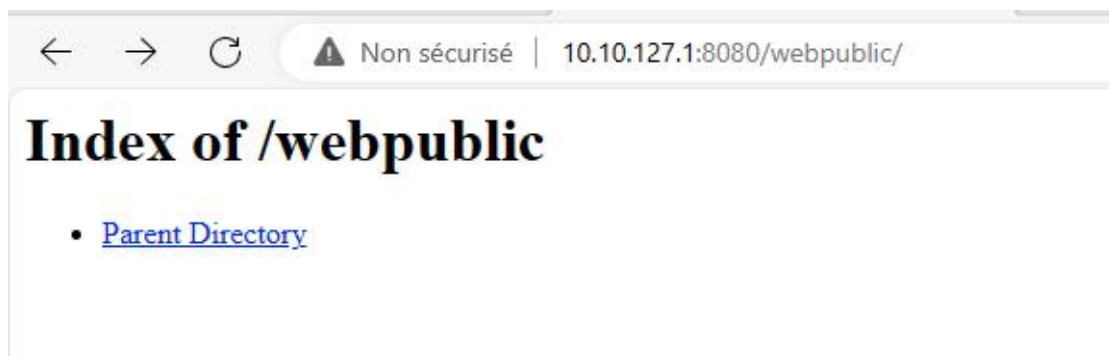 Non sécurisé | 10.10.127.1:8080/webpublic/
Index of /webpublic
• Parent Directory